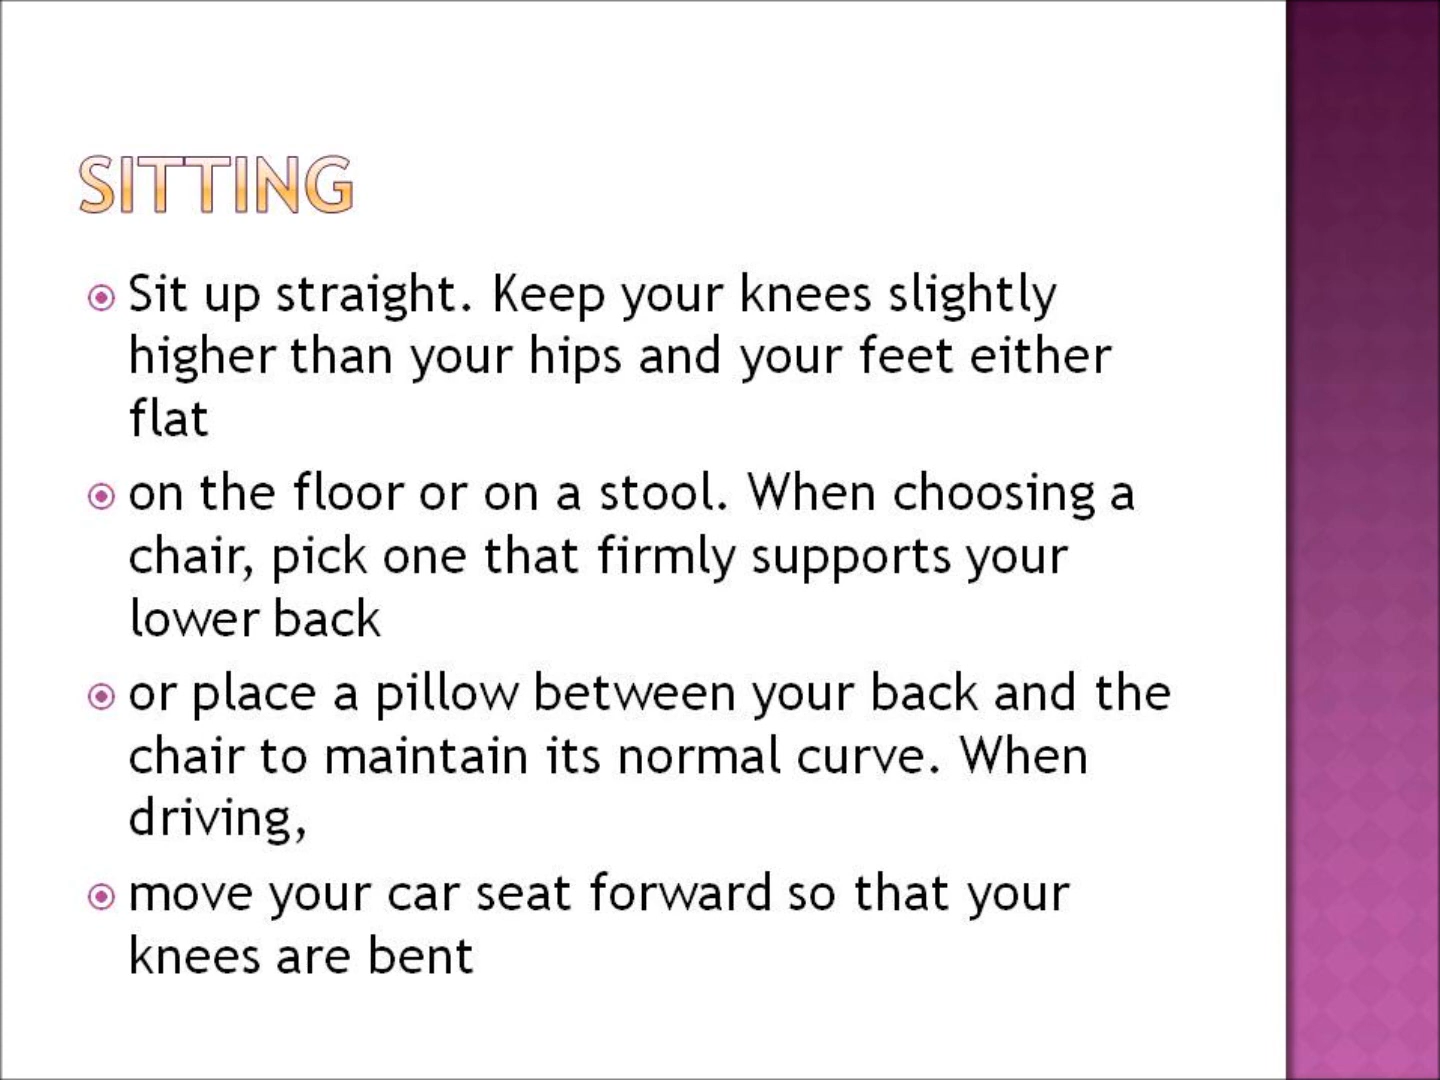 SITTING
Sit up straight. Keep your knees slightly
higher than your hips and your feet either
flat
on the floor or on a stool. When choosing a
chair, pick one that firmly supports your
lower back
or place a pillow between your back and the
chair to maintain its normal curve. When
driving,
move your car seat forward so that your
knees are bent